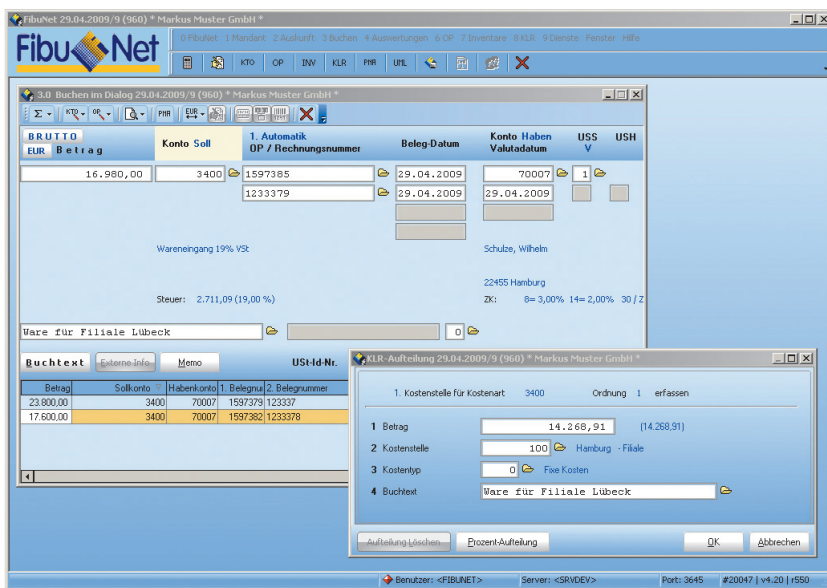 FibuNet 29.04.2009/9 (960) * Markus Muster GmbH *
FibuNet
0 FibuNet 1 Mandant 2 Auskunft 3 Buchen 4 Auswertungen 6 OP 7 Inventare 8 KLR 9 Dienste Fenster Hilfe
KTO OP INV KLR PMA UML
3.0 Buchen im Dialog 29.04.2009/9 (960) * Markus Muster GmbH *
Σ KTO OP PMA EUR
BRUTTO Konto Soll 1. Automatik Beleg-Datum Konto Haben USS USH
EUR Betrag OP / Rechnungsnummer Valutadatum V
16.980,00 3400 1597385 29.04.2009 70007 1
1233379 29.04.2009 29.04.2009
Wareneingang 19% VSt Schulze, Wilhelm
22455 Hamburg
Steuer: 2.711,09 (19,00 %) ZK: 8= 3,00% 14= 2,00% 30 / Z
Ware für Filiale Lübeck 0
Buchtext Externe Info Memo USt-Id-Nr.
Betrag Sollkonto Habenkonto 1. Belegnu 2. Belegnummer
23.800,00 3400 70007 1597379 123337
17.600,00 3400 70007 1597382 1233378
KLR-Aufteilung 29.04.2009/9 (960) * Markus Muster GmbH *
1. Kostenstelle für Kostenart 3400 Ordnung 1 erfassen
1 Betrag 14.268,91 (14.268,91)
2 Kostenstelle 100 Hamburg - Filiale
3 Kostentyp 0 Fixe Kosten
4 Buchtext Ware für Filiale Lübeck
Aufteilung Löschen Prozent-Aufteilung OK Abbrechen
Benutzer: <FIBUNET> Server: <SRVDEV> Port: 3645 #20047 | v4.20 | r550